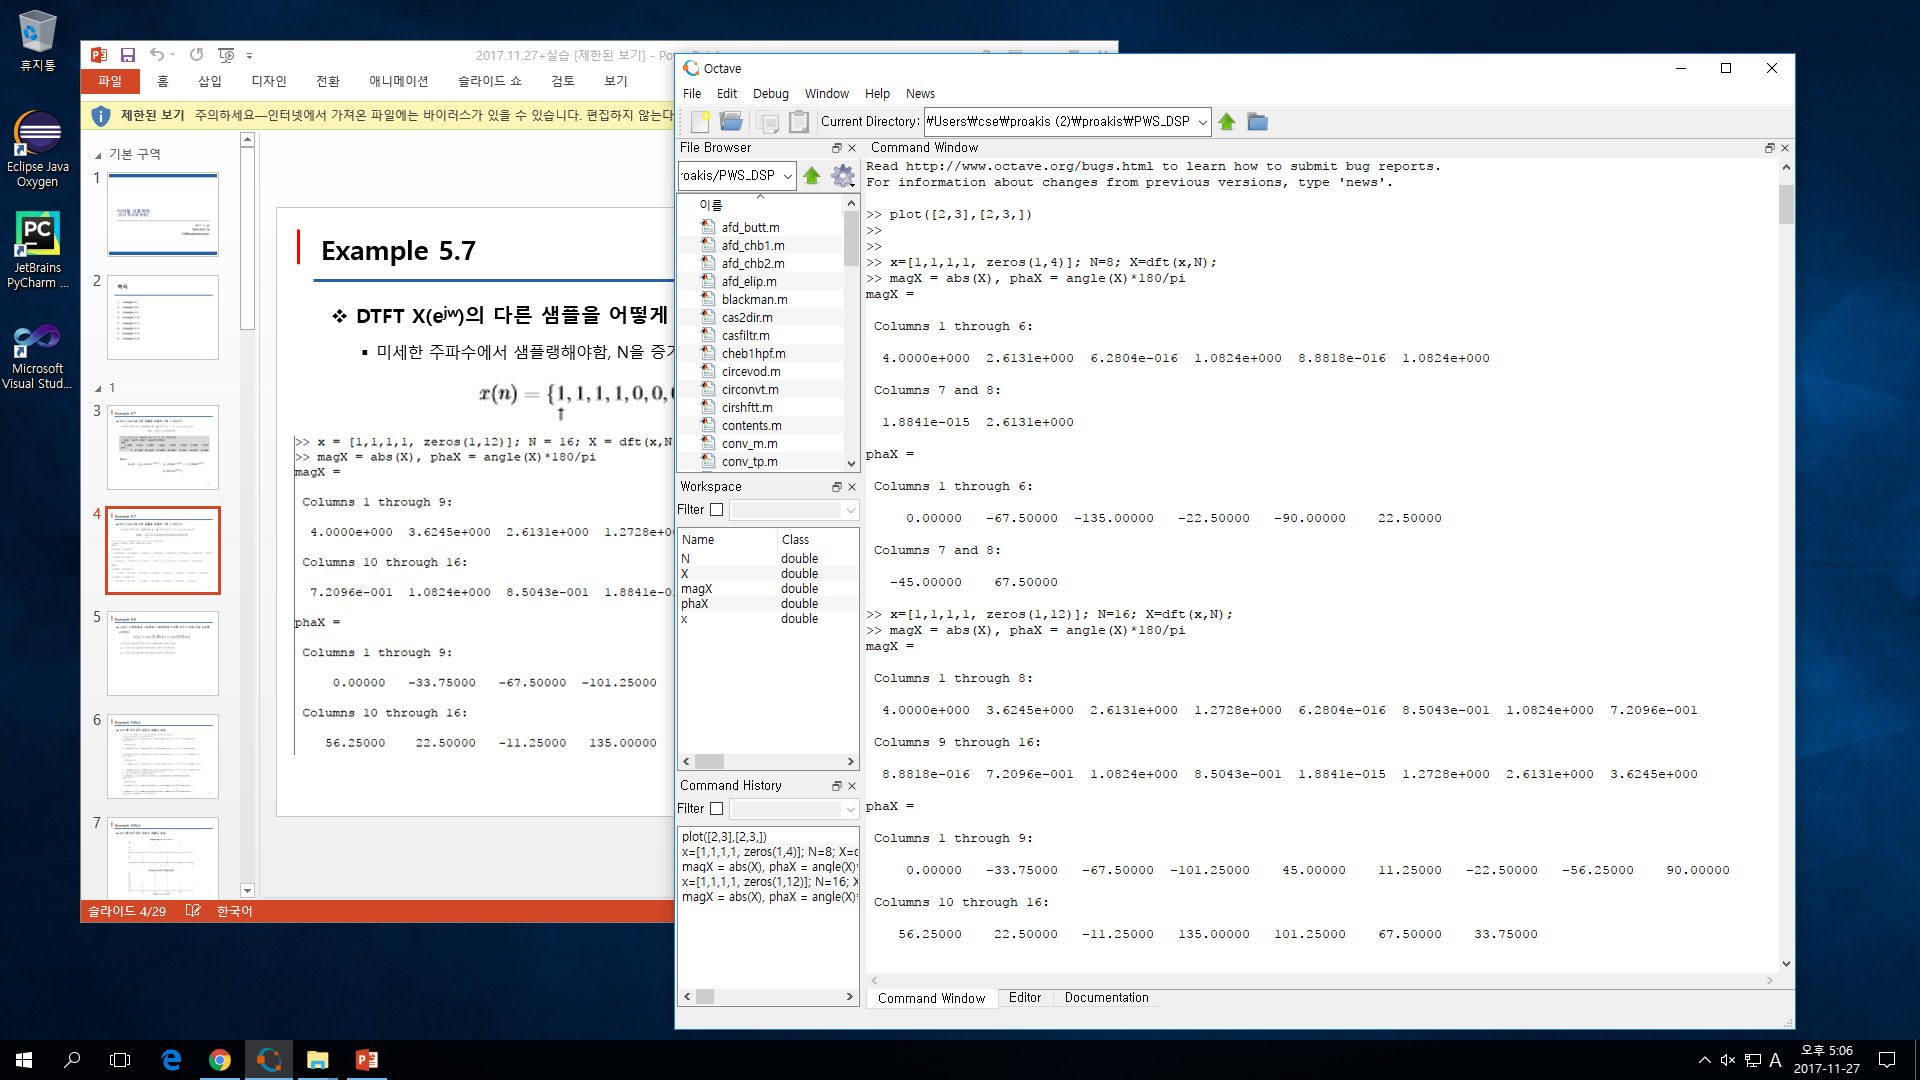 휴지통
Eclipse Java
Oxygen
JetBrains
PyCharm ...
Microsoft
Visual Stud...
2017.11.27+실습 [제한된 보기] - Po
파일 홈 삽입 디자인 전환 애니메이션 슬라이드 쇼 검토 보기
제한된 보기 주의하세요—인터넷에서 가져온 파일에는 바이러스가 있을 수 있습니다. 편집하지 않는다
기본 구역
1
2
목차
1
3
Example 5.7
4
Example 5.7
5
Example 5.8
6
7
Example 5.7
DTFT X(e^jw)의 다른 샘플을 어떻게
미세한 주파수에서 샘플랭해야함, N을 증가
x(n) = {1,1,1,1,0,0,
↑
>> x = [1,1,1,1, zeros(1,12)]; N = 16; X = dft(x,N
>> magX = abs(X), phaX = angle(X)*180/pi
magX =
Columns 1 through 9:
4.0000e+000 3.6245e+000 2.6131e+000 1.2728e+0
Columns 10 through 16:
7.2096e-001 1.0824e+000 8.5043e-001 1.8841e-0
phaX =
Columns 1 through 9:
0.00000 -33.75000 -67.50000 -101.25000
Columns 10 through 16:
56.25000 22.50000 -11.25000 135.00000
슬라이드 4/29 한국어
Octave
File Edit Debug Window Help News
Current Directory: ₩Users₩cse₩proakis (2)₩proakis₩PWS_DSP
File Browser
roakis/PWS_DSP
이름
afd_butt.m
afd_chb1.m
afd_chb2.m
afd_elip.m
blackman.m
cas2dir.m
casfiltr.m
cheb1hpf.m
circevod.m
circonvt.m
cirshftt.m
contents.m
conv_m.m
conv_tp.m
Workspace
Filter
Name Class
N double
X double
magX double
phaX double
x double
Command History
Filter
plot([2,3],[2,3,])
x=[1,1,1,1, zeros(1,4)]; N=8; X=d
magX = abs(X), phaX = angle(X)*
x=[1,1,1,1, zeros(1,12)]; N=16; X
magX = abs(X), phaX = angle(X)*
Command Window
Read http://www.octave.org/bugs.html to learn how to submit bug reports.
For information about changes from previous versions, type 'news'.
>> plot([2,3],[2,3,])
>>
>>
>> x=[1,1,1,1, zeros(1,4)]; N=8; X=dft(x,N);
>> magX = abs(X), phaX = angle(X)*180/pi
magX =
Columns 1 through 6:
4.0000e+000 2.6131e+000 6.2804e-016 1.0824e+000 8.8818e-016 1.0824e+000
Columns 7 and 8:
1.8841e-015 2.6131e+000
phaX =
Columns 1 through 6:
0.00000 -67.50000 -135.00000 -22.50000 -90.00000 22.50000
Columns 7 and 8:
-45.00000 67.50000
>> x=[1,1,1,1, zeros(1,12)]; N=16; X=dft(x,N);
>> magX = abs(X), phaX = angle(X)*180/pi
magX =
Columns 1 through 8:
4.0000e+000 3.6245e+000 2.6131e+000 1.2728e+000 6.2804e-016 8.5043e-001 1.0824e+000 7.2096e-001
Columns 9 through 16:
8.8818e-016 7.2096e-001 1.0824e+000 8.5043e-001 1.8841e-015 1.2728e+000 2.6131e+000 3.6245e+000
phaX =
Columns 1 through 9:
0.00000 -33.75000 -67.50000 -101.25000 45.00000 11.25000 -22.50000 -56.25000 90.00000
Columns 10 through 16:
56.25000 22.50000 -11.25000 135.00000 101.25000 67.50000 33.75000
Command Window Editor Documentation
A
오후 5:06
2017-11-27